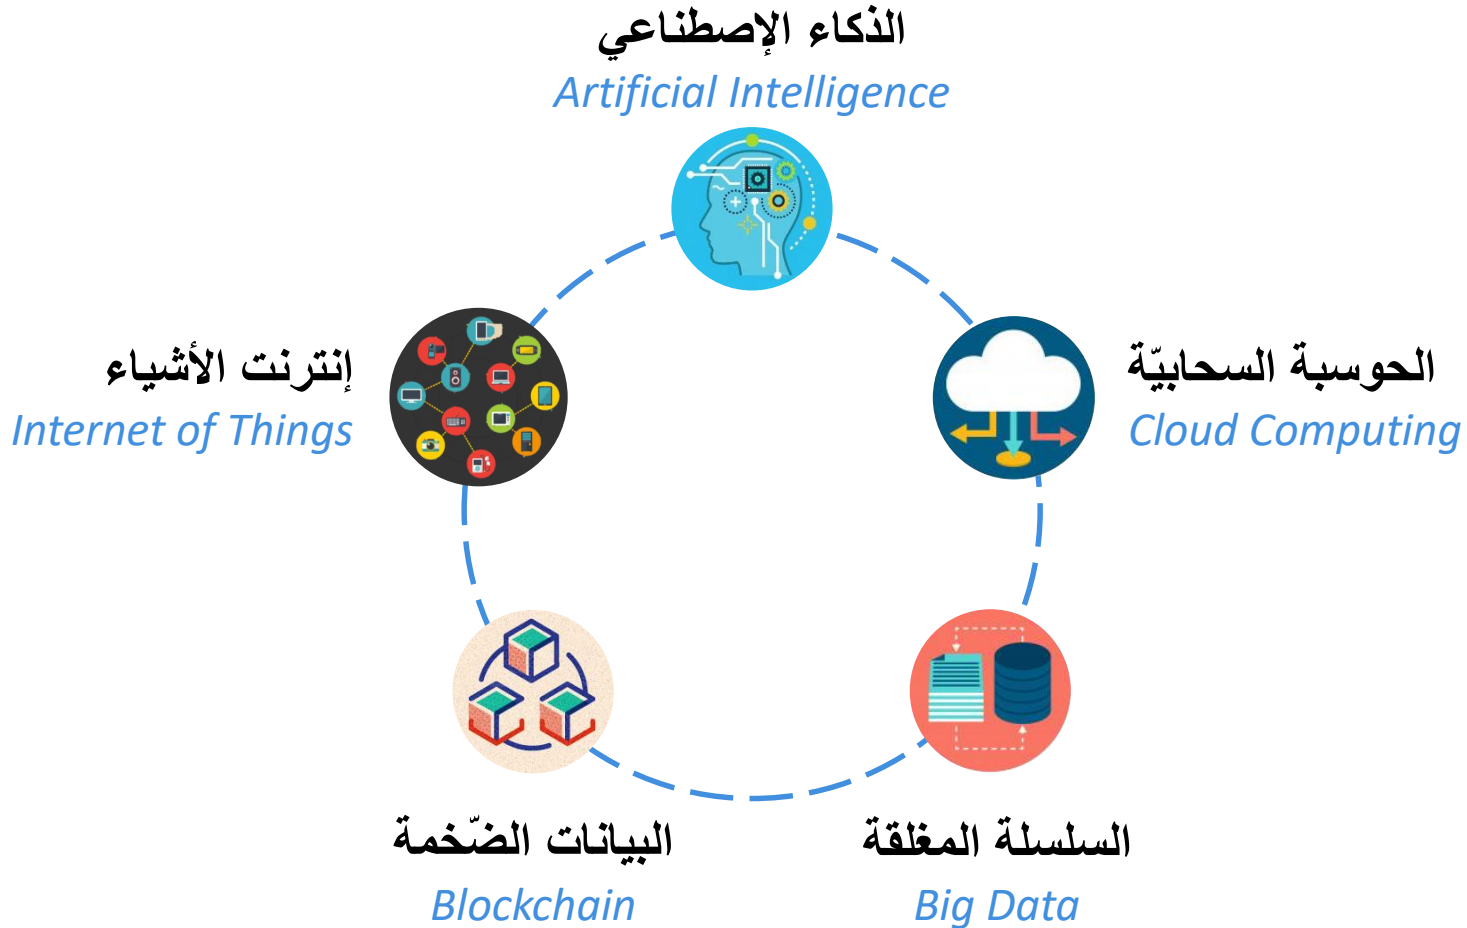 الذكاء الإصطناعي
Artificial Intelligence
إنترنت الأشياء
Internet of Things
الحوسبة السحابيّة
Cloud Computing
البيانات الضّخمة
Blockchain
السلسلة المغلقة
Big Data